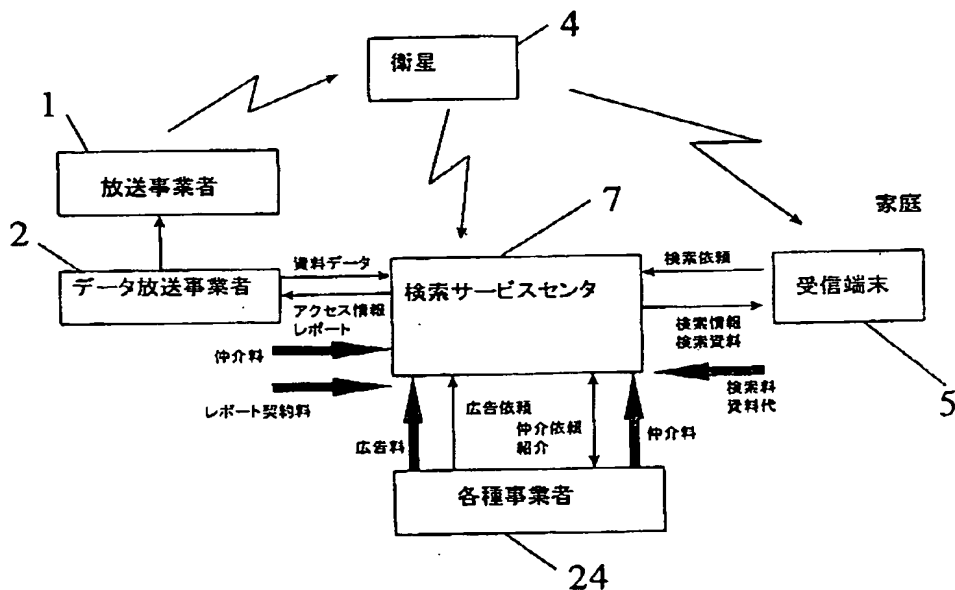 4
衛星
1
放送事業者
家庭
7
2
データ放送事業者
資料データ
アクセス情報
レポート
検索サービスセンタ
検索依頼
受信端末
検索情報
検索資料
仲介料
レポート契約料
検索料
資料代
5
広告料
広告依頼
仲介依頼
紹介
仲介料
各種事業者
24